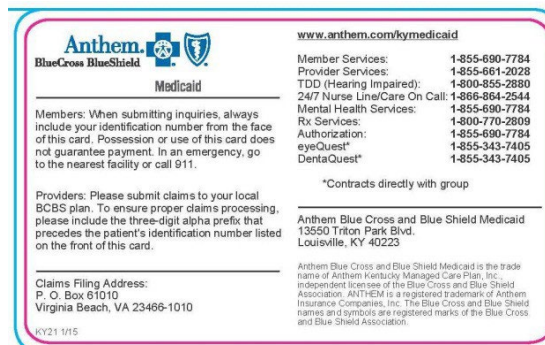 Anthem.
BlueCross BlueShield
Medicaid
Members: When submitting inquiries, always
include your identification number from the face
of this card. Possession or use of this card does
not guarantee payment. In an emergency, go
to the nearest facility or call 911.
Providers: Please submit claims to your local
BCBS plan. To ensure proper claims processing,
please include the three-digit alpha prefix that
precedes the patient's identification number listed
on the front of this card.
Claims Filing Address:
P. O. Box 61010
Virginia Beach, VA 23466-1010
KY21 1/15
www.anthem.com/kymedicaid
Member Services: 1-855-690-7784
Provider Services: 1-855-661-2028
TDD (Hearing Impaired): 1-800-855-2880
24/7 Nurse Line/Care On Call: 1-866-864-2544
Mental Health Services: 1-855-690-7784
Rx Services: 1-800-770-2809
Authorization: 1-855-690-7784
eyeQuest* 1-855-343-7405
DentaQuest* 1-855-343-7405
*Contracts directly with group
Anthem Blue Cross and Blue Shield Medicaid
13550 Triton Park Blvd.
Louisville, KY 40223
Anthem Blue Cross and Blue Shield Medicaid is the trade
name of Anthem Kentucky Managed Care Plan, Inc.,
independent licensee of the Blue Cross and Blue Shield
Association. ANTHEM is a registered trademark of Anthem
Insurance Companies, Inc. The Blue Cross and Blue Shield
names and symbols are registered marks of the Blue Cross
and Blue Shield Association.